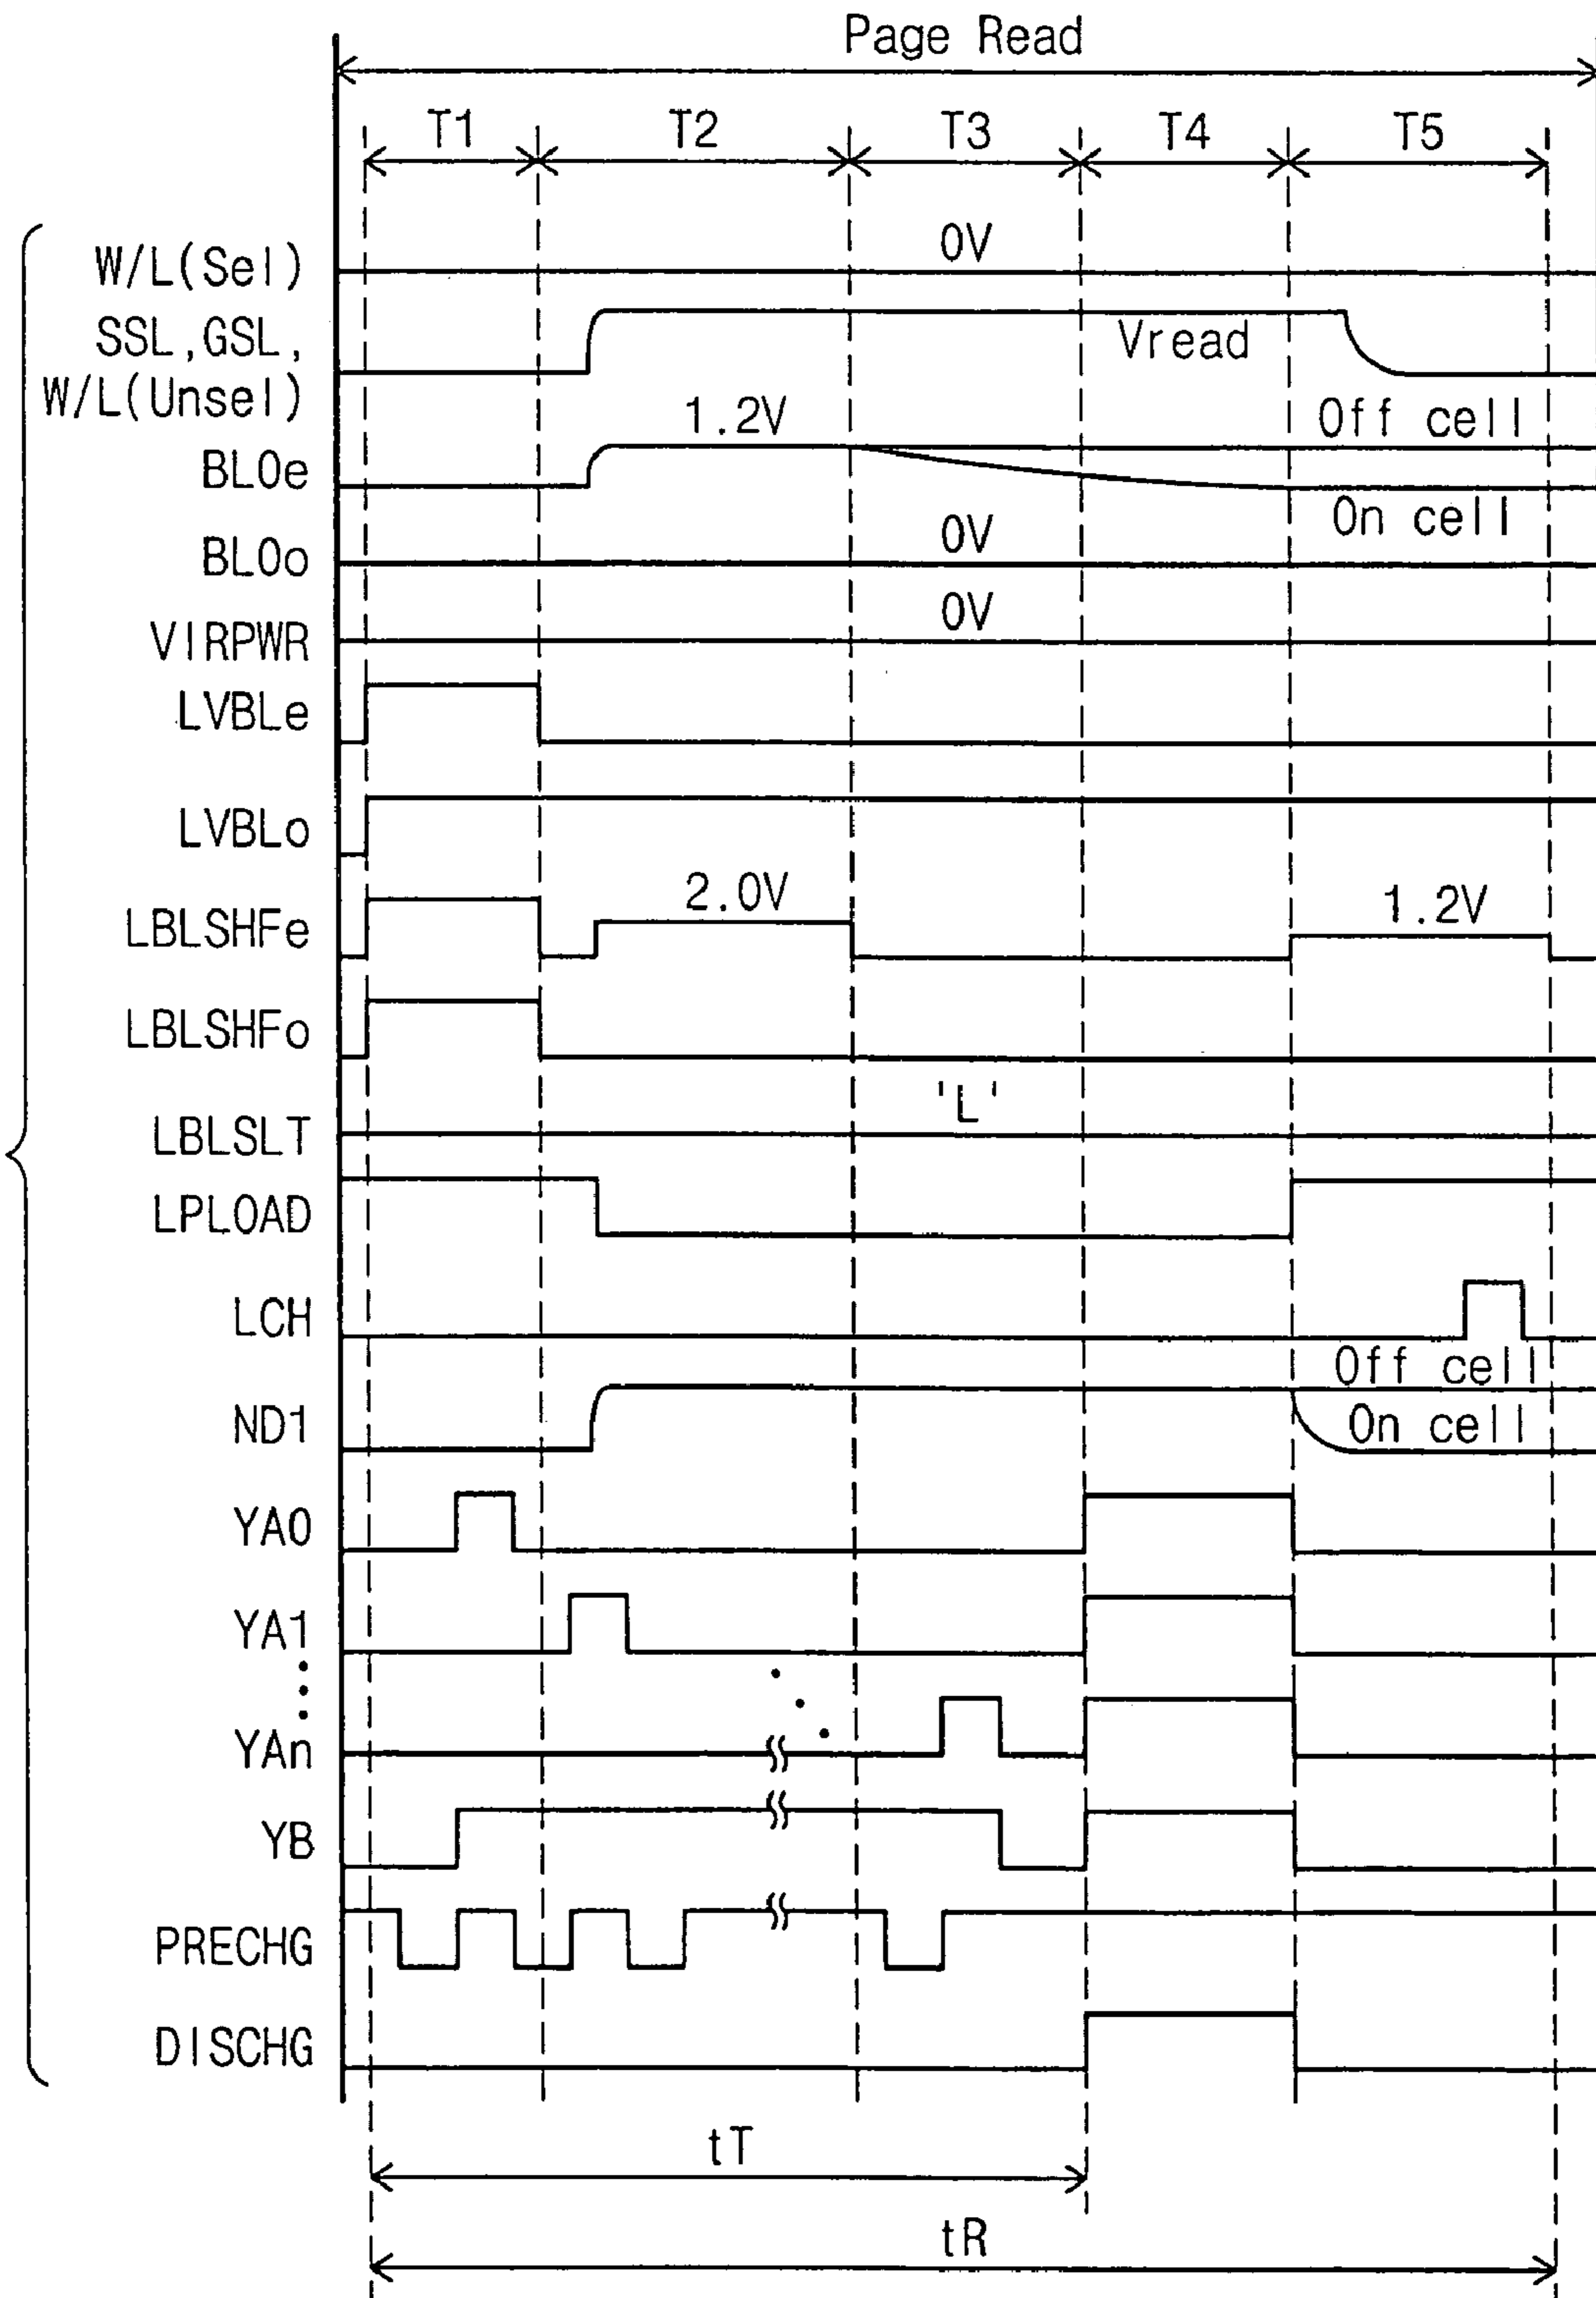 Page Read
T1 T2 T3 T4 T5
W/L(Sel) 0V
SSL,GSL,
W/L(Unsel) Vread
1.2V Off cell
BL0e
On cell
BL0o 0V
VIRPWR 0V
LVBLe
LVBLo
LBLSHFe 2.0V 1.2V
LBLSHFo
LBLSLT 'L'
LPLOAD
LCH
Off cell
ND1 On cell
YA0
YA1
YAn
YB
PRECHG
DISCHG
tT
tR